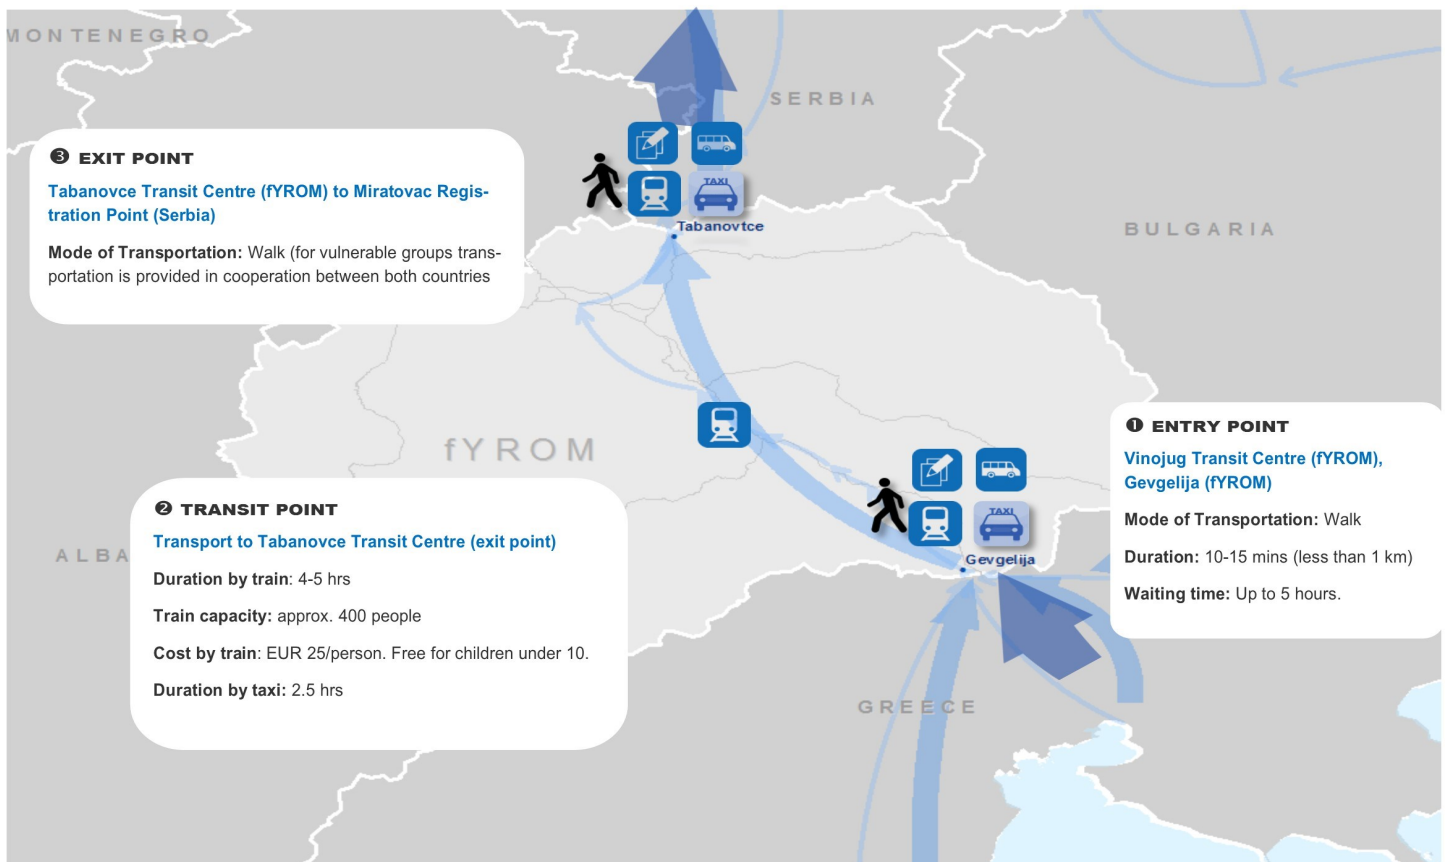 MONTENEGRO
SERBIA
❸ EXIT POINT
Tabanovce Transit Centre (fYROM) to Miratovac Regis-
tration Point (Serbia)
Mode of Transportation: Walk (for vulnerable groups trans-
portation is provided in cooperation between both countries
TAXI
Tabanovtce
BULGARIA
fYROM
❶ ENTRY POINT
Vinojug Transit Centre (fYROM),
Gevgelija (fYROM)
Mode of Transportation: Walk
Duration: 10-15 mins (less than 1 km)
Waiting time: Up to 5 hours.
TAXI
Gevgelija
ALBA
❷ TRANSIT POINT
Transport to Tabanovce Transit Centre (exit point)
Duration by train: 4-5 hrs
Train capacity: approx. 400 people
Cost by train: EUR 25/person. Free for children under 10.
Duration by taxi: 2.5 hrs
GREECE